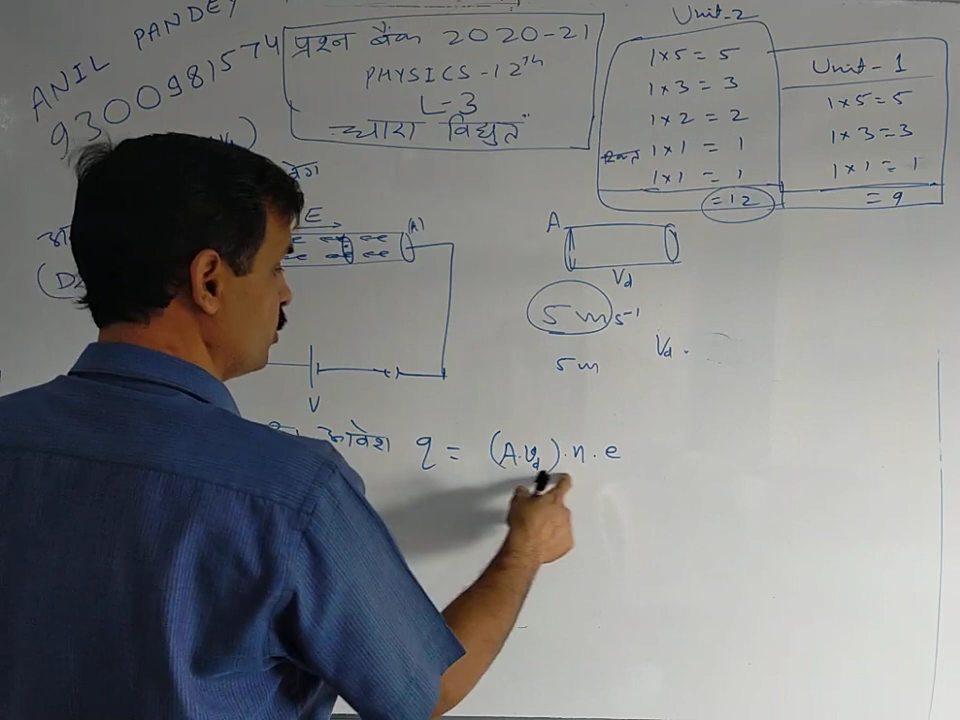 ANIL PANDEY
9300981574
प्रश्न बैंक 2020-21
PHYSICS-12th
L-3
धारा विद्युत
Unit-2
1×5 = 5
1×3 = 3
1×2 = 2
1×1 = 1
1×1 = 1
= 12
Unit-1
1×5=5
1×3=3
1×1=1
= 9
E
(A)
V
A
Vd
5 m s-1
5 m
Vd .
आवेश q = (A.vd).n.e